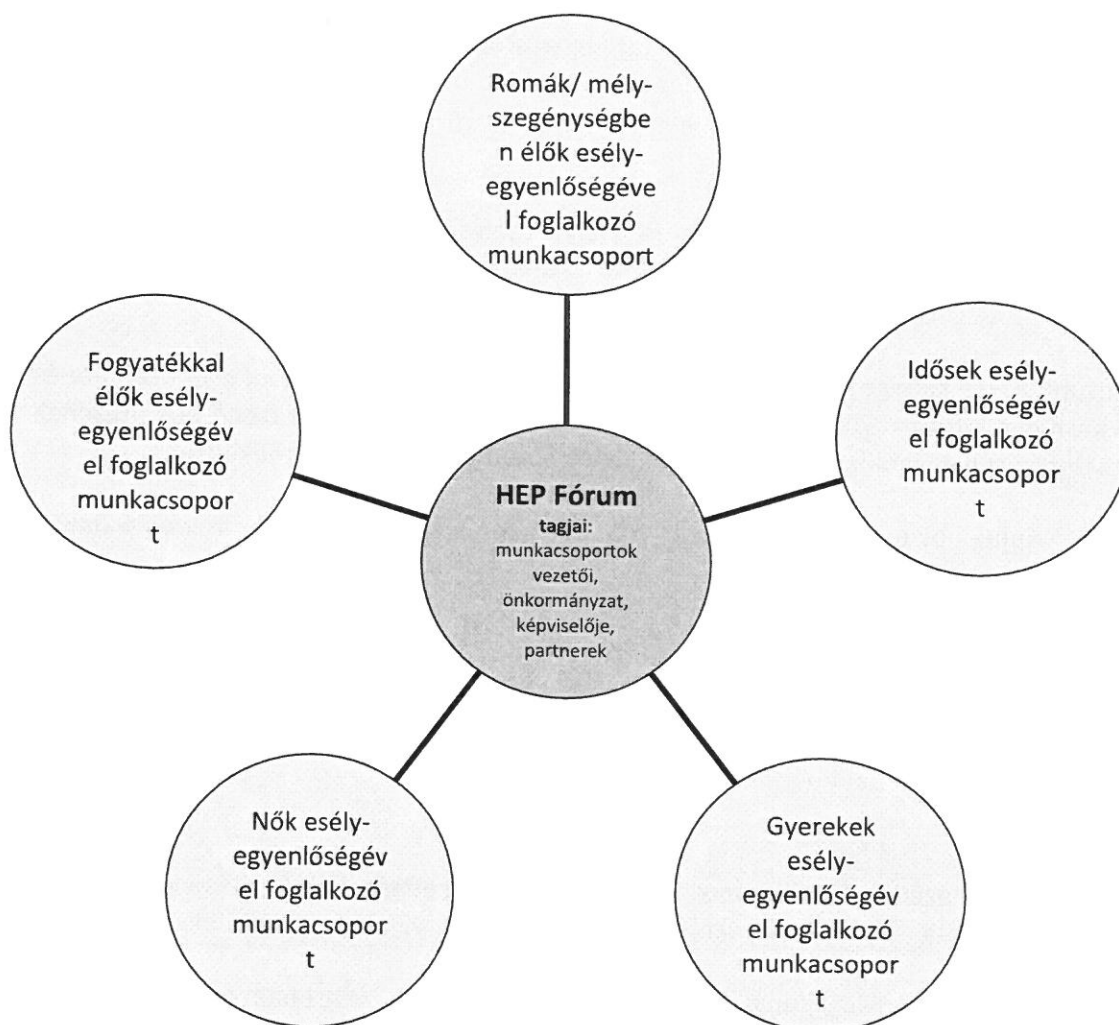 Romák/ mély-
szegénységbe
n élők esély-
egyenlőségéve
l foglalkozó
munkacsoport
Fogyatékkal
élők esély-
egyenlőségév
el foglalkozó
munkacsopor
t
Idősek esély-
egyenlőségév
el foglalkozó
munkacsopor
t
HEP Fórum
tagjai:
munkacsoportok
vezetői,
önkormányzat,
képviselője,
partnerek
Nők esély-
egyenlőségév
el foglalkozó
munkacsopor
t
Gyerekek
esély-
egyenlőségév
el foglalkozó
munkacsopor
t